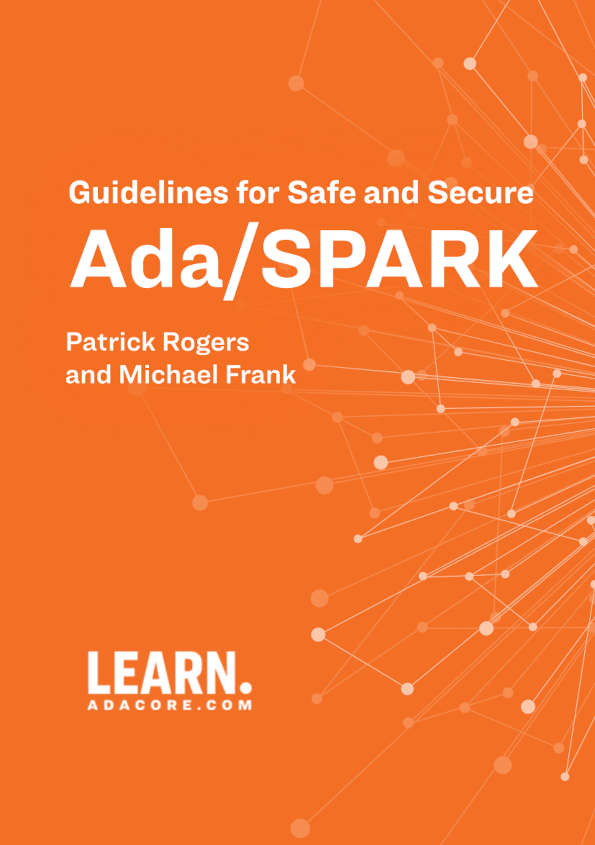 Guidelines for Safe and Secure
Ada/SPARK
Patrick Rogers
and Michael Frank
LEARN.
ADACORE.COM